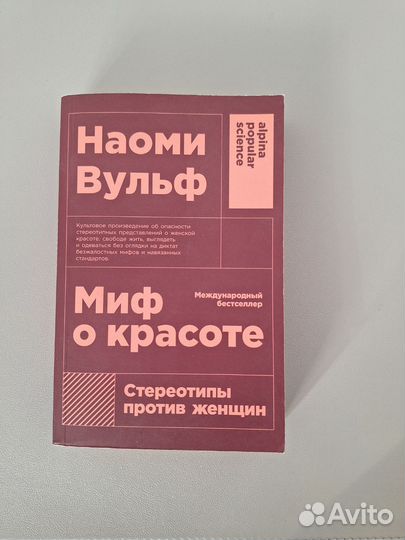 Наоми
Вульф
alpina
popular
science
Культовое произведение об опасности
стереотипных представлений о женской
красоте, свободе жить, выглядеть
и одеваться без оглядки на диктат
безжалостных мифов и навязанных
стандартов
Международный
бестселлер
Миф
о красоте
Стереотипы
против женщин
Avito